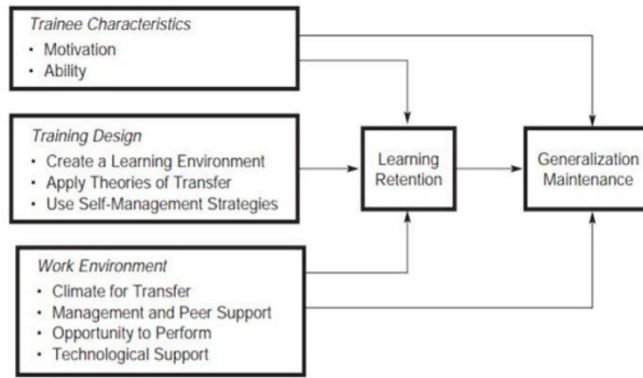 Trainee Characteristics
• Motivation
• Ability
Training Design
• Create a Learning Environment
• Apply Theories of Transfer
• Use Self-Management Strategies
Learning
Retention
Generalization
Maintenance
Work Environment
• Climate for Transfer
• Management and Peer Support
• Opportunity to Perform
• Technological Support